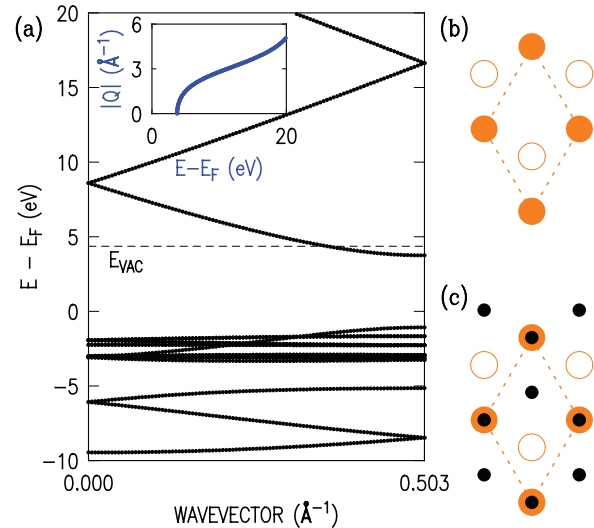 (a)
20
15
10
5
0
−5
−10
E − E_F (eV)
E_VAC
0.000
0.503
WAVEVECTOR (Å⁻¹)
6
3
0
|Q| (Å⁻¹)
0
20
E−E_F (eV)
(b)
(c)